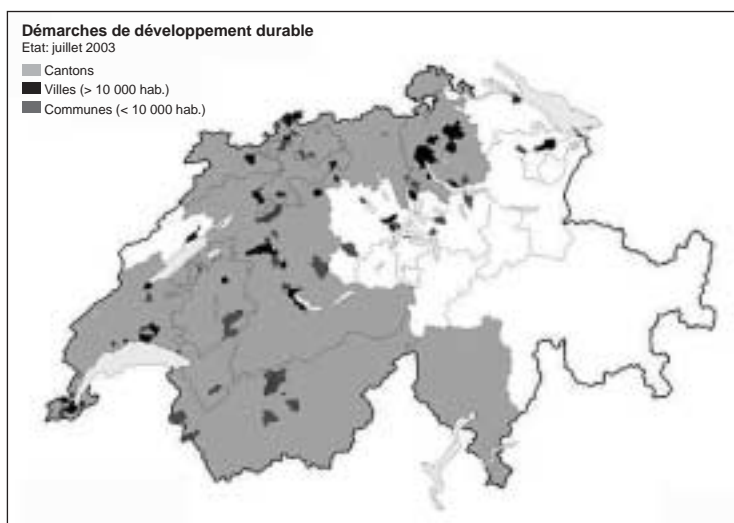 Démarches de développement durable
Etat: juillet 2003
Cantons
Villes (> 10 000 hab.)
Communes (< 10 000 hab.)